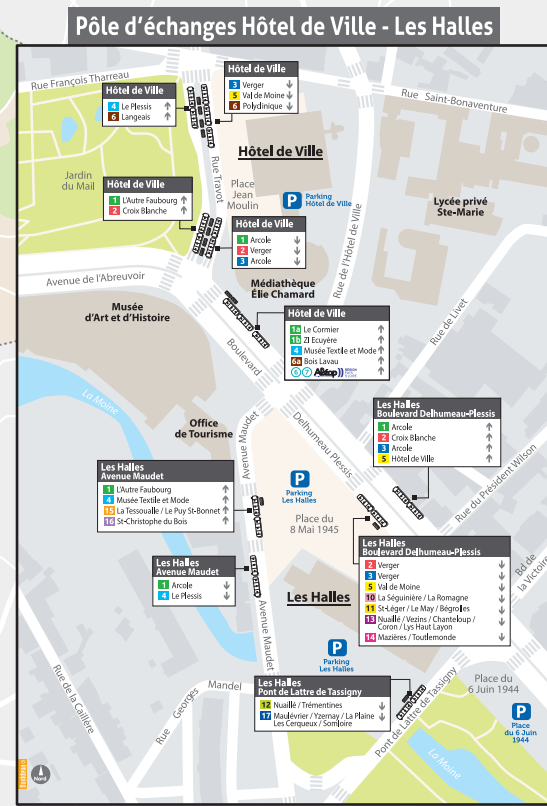 Pôle d'échanges Hôtel de Ville - Les Halles
Rue François Tharreau
Hôtel de Ville
4 Le Plessis ↑
6 Langeais ↑
Hôtel de Ville
3 Verger ↓
5 Val de Moine ↓
6 Polyclinique ↓
Rue Saint-Bonaventure
Hôtel de Ville
Rue Travot
Jardin
du Mail
Hôtel de Ville
1 L'Autre Faubourg ↑
2 Croix Blanche ↑
Place
Jean
Moulin
P Parking
Hôtel de Ville
Lycée privé
Ste-Marie
Hôtel de Ville
1 Arcole ↓
2 Verger ↓
3 Arcole ↓
Rue de l'Hôtel de Ville
Avenue de l'Abreuvoir
Médiathèque
Élie Chamard
Musée
d'Art et d'Histoire
Hôtel de Ville
1a Le Cormier ↑
1b ZI Ecuyère ↑
4 Musée Textile et Mode ↑
6a Bois Lavau ↑
6 7 Aléop
Rue de Livet
Boulevard
La Moine
Office
de Tourisme
Avenue Maudet
Delhumeau Plessis
Les Halles
Boulevard Delhumeau-Plessis
1 Arcole ↑
2 Croix Blanche ↑
3 Arcole ↑
5 Hôtel de Ville ↑
Les Halles
Avenue Maudet
1 L'Autre Faubourg ↑
4 Musée Textile et Mode ↑
15 La Tessoualle / Le Puy St-Bonnet ↑
16 St-Christophe du Bois ↑
P
Parking
Les Halles
Place du
8 Mai 1945
Rue du Président Wilson
Bd de
la Victoire
Les Halles
Boulevard Delhumeau-Plessis
2 Verger ↓
3 Verger ↓
5 Val de Moine ↓
10 La Séguinière / La Romagne ↓
11 St-Léger / Le May / Bégrolles ↓
13 Nuaillé / Vezins / Chanteloup /
Coron / Lys Haut Layon ↓
14 Mazières / Toutlemonde ↓
Les Halles
Avenue Maudet
1 Arcole ↓
4 Le Plessis ↓
Les Halles
Avenue Maudet
P
Parking
Les Halles
Rue de la Caillère
Rue Georges Mandel
Les Halles
Pont de Lattre de Tassigny
12 Nuaillé / Trémentines ↓
17 Maulévrier / Yzernay / La Plaine
Les Cerqueux / Somloire ↓
Pont de Lattre de Tassigny
Place du
6 Juin 1944
P
Place
du 6 Juin
1944
La Moine
Nord